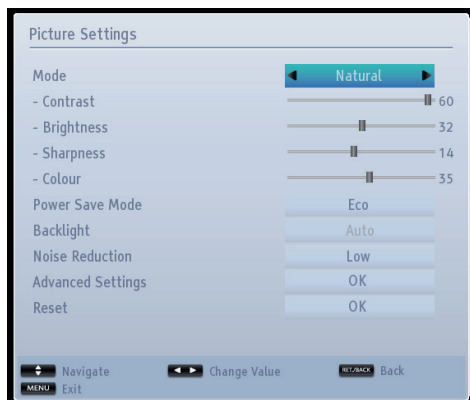 Picture Settings
Mode Natural
- Contrast 60
- Brightness 32
- Sharpness 14
- Colour 35
Power Save Mode Eco
Backlight Auto
Noise Reduction Low
Advanced Settings OK
Reset OK
Navigate Change Value RET./BACK Back
MENU Exit